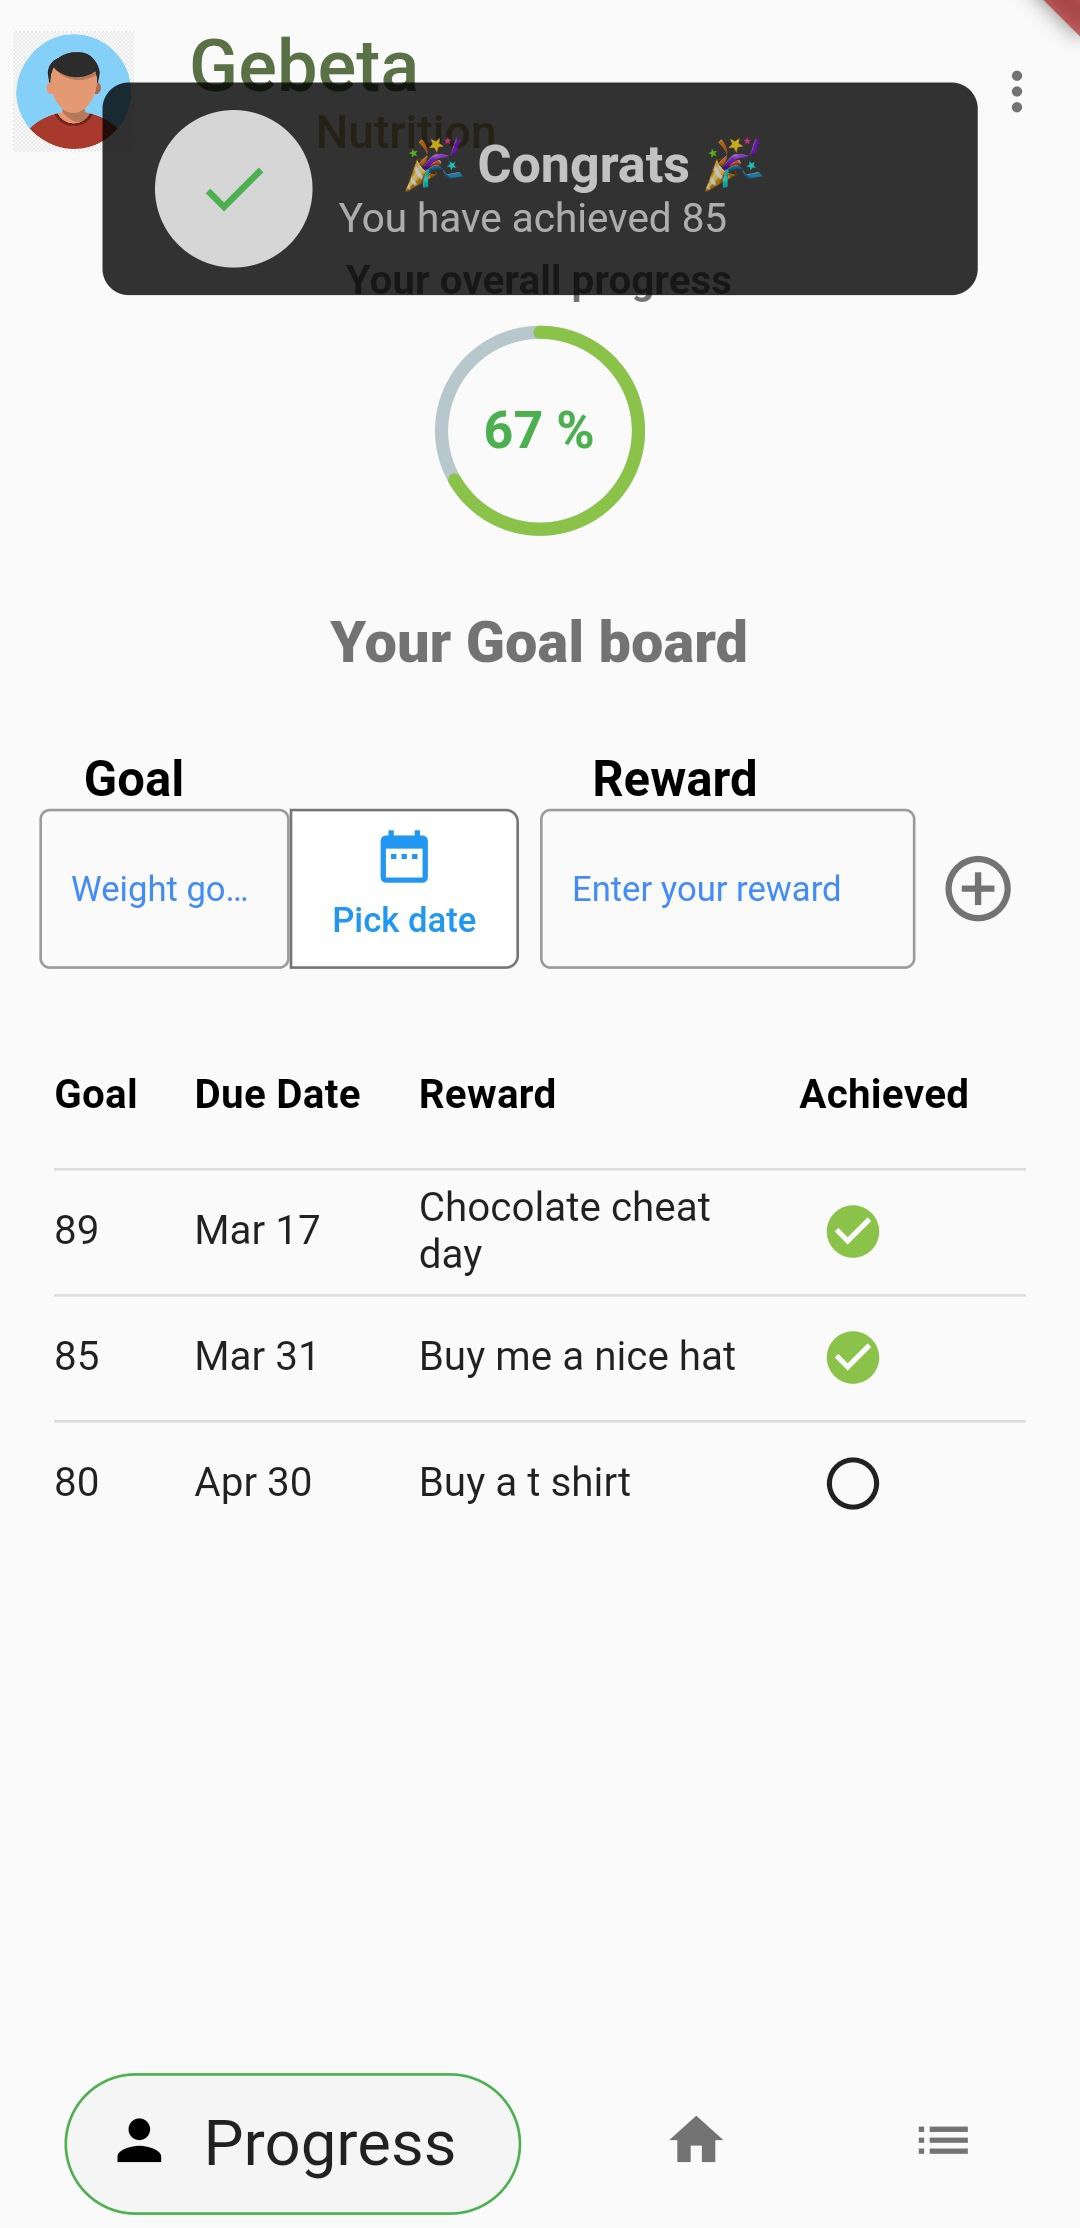 Gebeta
Nutrition
🎉 Congrats 🎉
You have achieved 85
Your overall progress
67 %
Your Goal board
Goal
Reward
Weight go...
Pick date
Enter your reward
Goal Due Date Reward Achieved
89 Mar 17 Chocolate cheat
day
85 Mar 31 Buy me a nice hat
80 Apr 30 Buy a t shirt
Progress